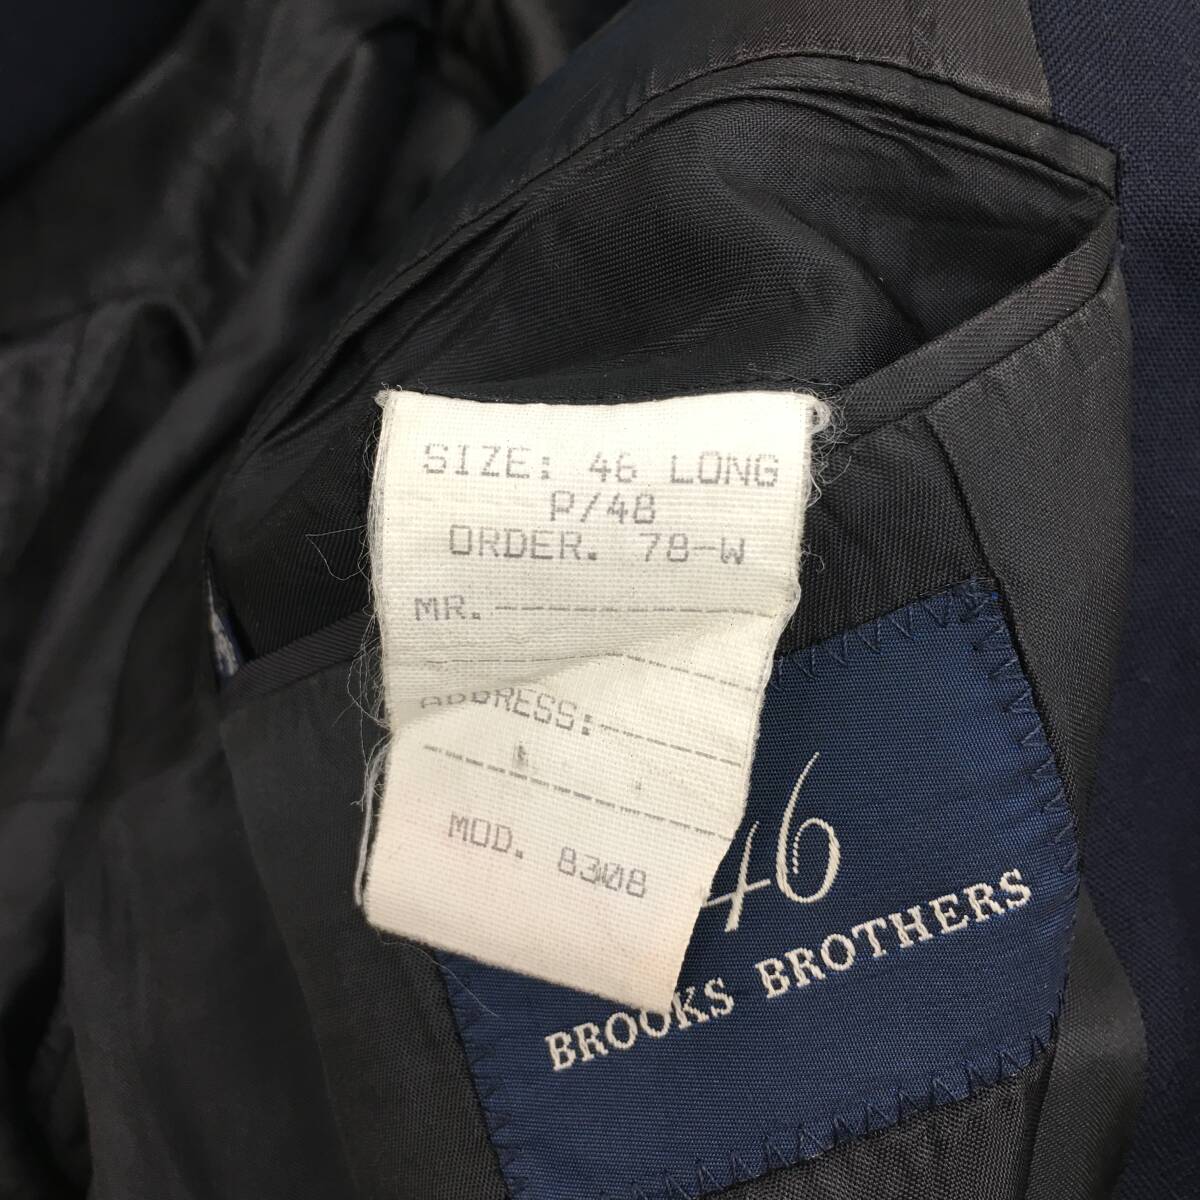 SIZE: 46 LONG
P/48
ORDER. 78-W
MR.
ADDRESS:
MOD. 8308
46
BROOKS BROTHERS